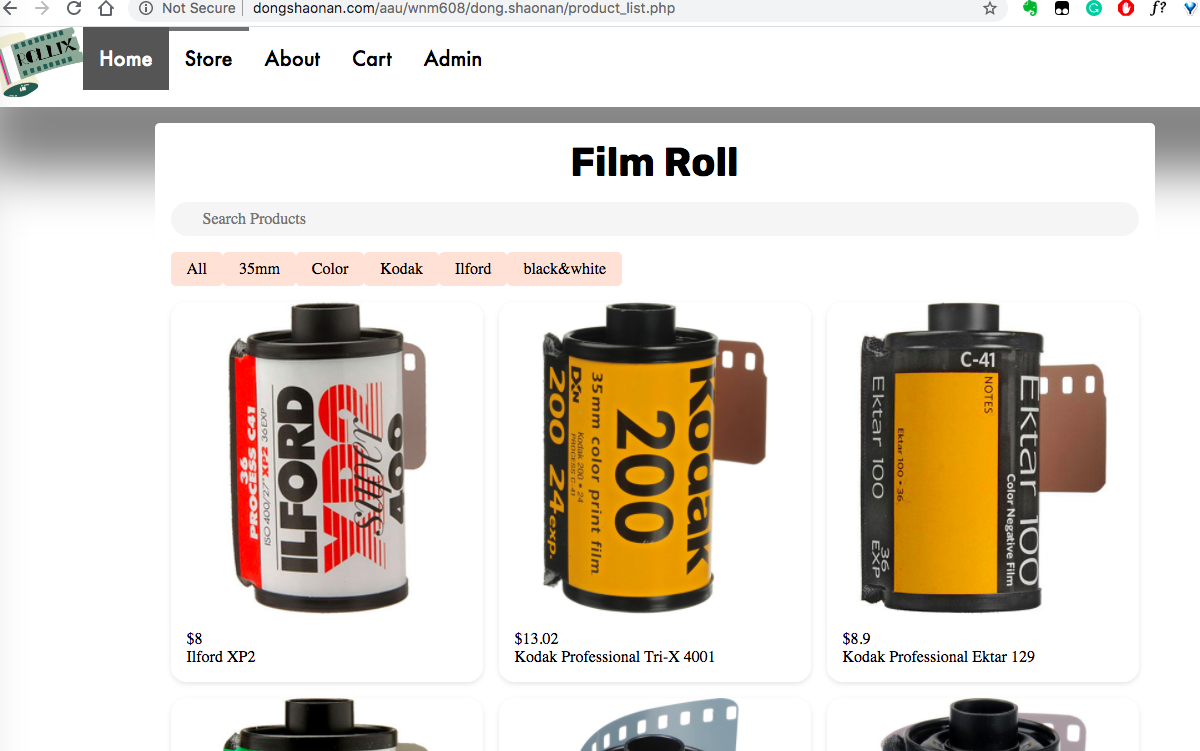 Not Secure | dongshaonan.com/aau/wnm608/dong.shaonan/product_list.php
f?
ROLLIX
Home Store About Cart Admin
Film Roll
Search Products
All 35mm Color Kodak Ilford black&white
36
PROCESS C41
ISO 400/27° XP2 36EXP
ILFORD
XP2
400
200 24exp.
DXN
Kodak 200 • 24
PROCESS C-41
35mm color print film
200
Kodak
C-41
Ektar 100
36
EXP
NOTES
Ektar 100 • 36
Ektar 100
Color Negative Film
$8
Ilford XP2
$13.02
Kodak Professional Tri-X 4001
$8.9
Kodak Professional Ektar 129